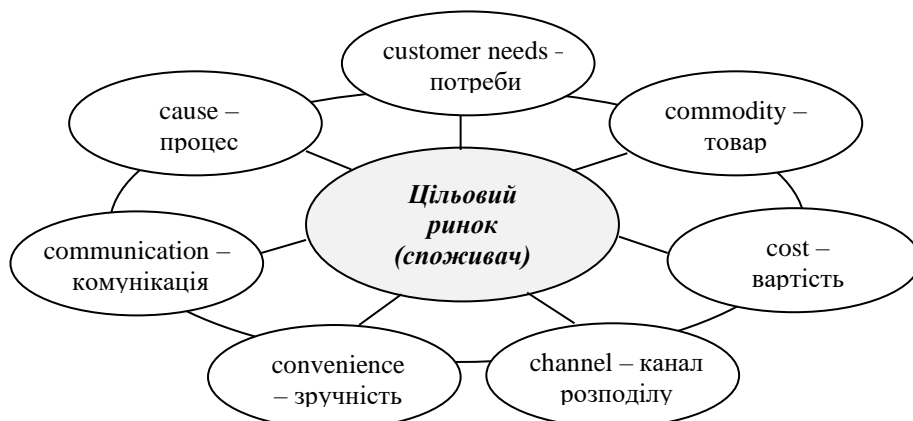 customer needs -
потреби
cause –
процес
commodity –
товар
Цільовий
ринок
(споживач)
communication –
комунікація
cost –
вартість
convenience
– зручність
channel – канал
розподілу